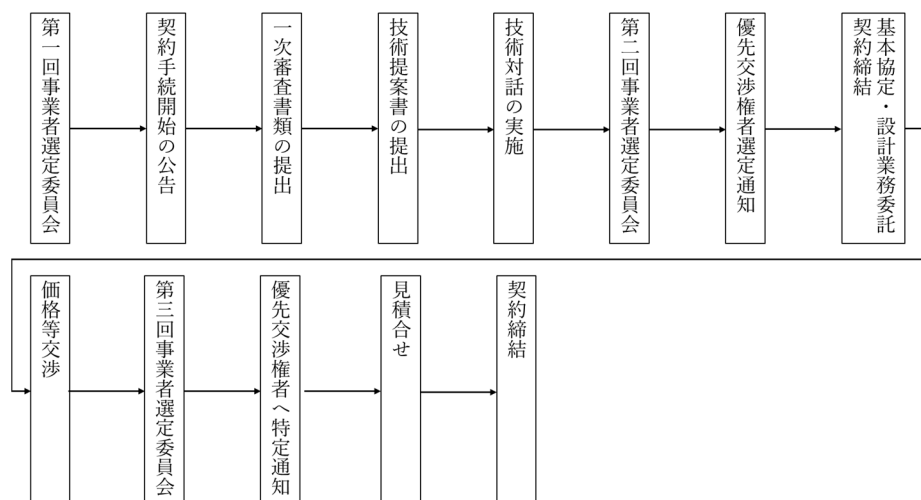 第一回事業者選定委員会
契約手続開始の公告
一次審査書類の提出
技術提案書の提出
技術対話の実施
第二回事業者選定委員会
優先交渉権者選定通知
基本協定・設計業務委託
契約締結
価格等交渉
第三回事業者選定委員会
優先交渉権者へ特定通知
見積合せ
契約締結